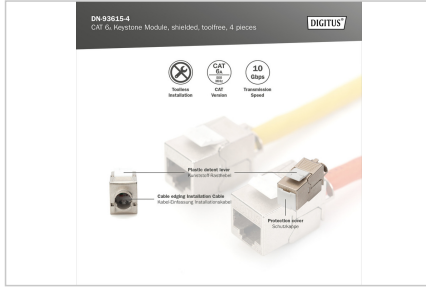 DN-93615-4
CAT 6A Keystone Module, shielded, toolfree, 4 pieces
DIGITUS®
CAT
6A
10
Gbps
Toolless
Installation
CAT
Version
Transmission
Speed
Plastic detent lever
Kunststoff-Rasthebel
Cable edging Installation Cable
Kabel-Einfassung Installationskabel
Protection cover
Schutzkappe